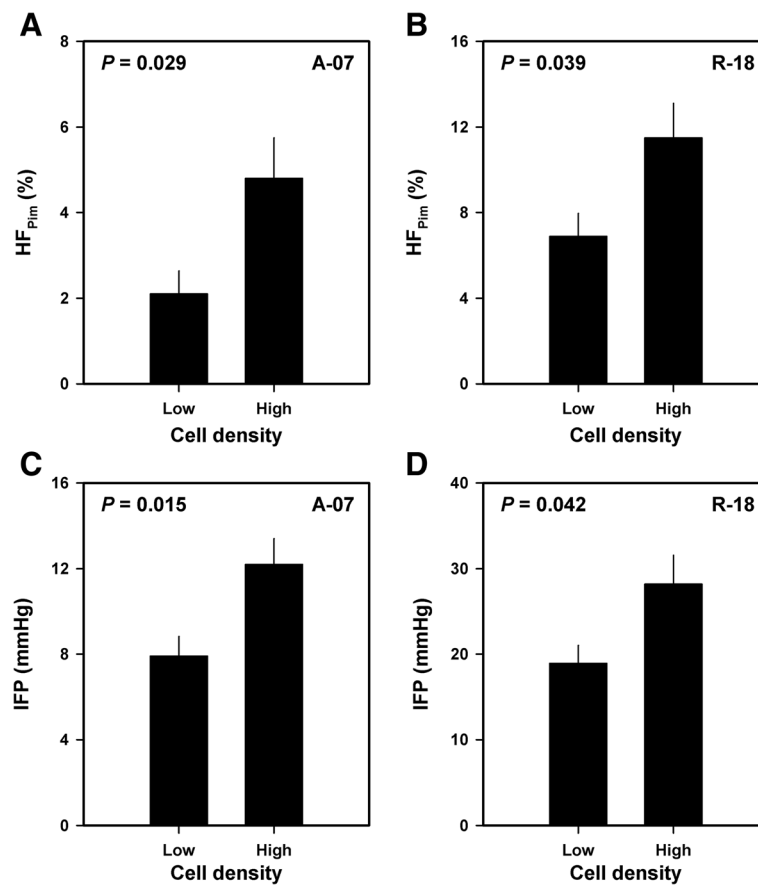 A
P = 0.029 A-07
HFPim (%)
8
6
4
2
0
Low High
Cell density
B
P = 0.039 R-18
HFPim (%)
16
12
8
4
0
Low High
Cell density
C
P = 0.015 A-07
IFP (mmHg)
16
12
8
4
0
Low High
Cell density
D
P = 0.042 R-18
IFP (mmHg)
40
30
20
10
0
Low High
Cell density